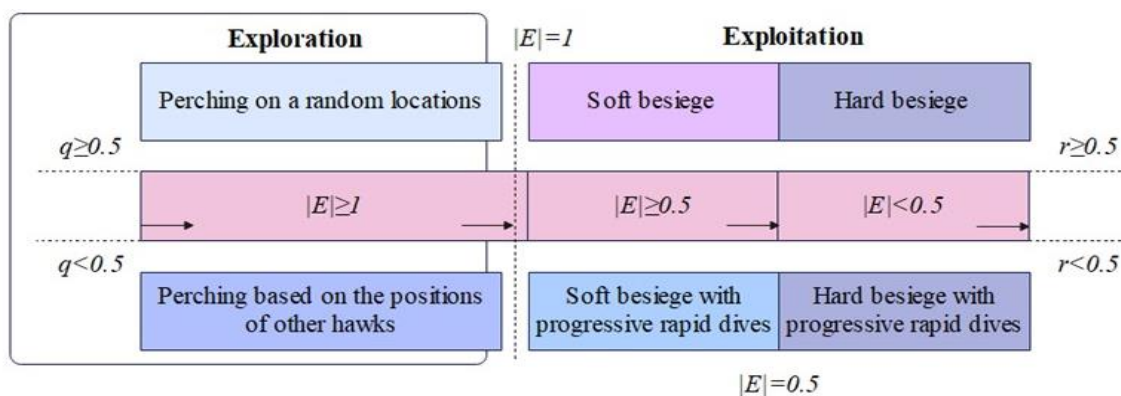 Exploration
|E|=1
Exploitation
Perching on a random locations
Soft besiege
Hard besiege
q≥0.5
r≥0.5
|E|≥1
|E|≥0.5
|E|<0.5
q<0.5
r<0.5
Perching based on the positions
of other hawks
Soft besiege with
progressive rapid dives
Hard besiege with
progressive rapid dives
|E|=0.5